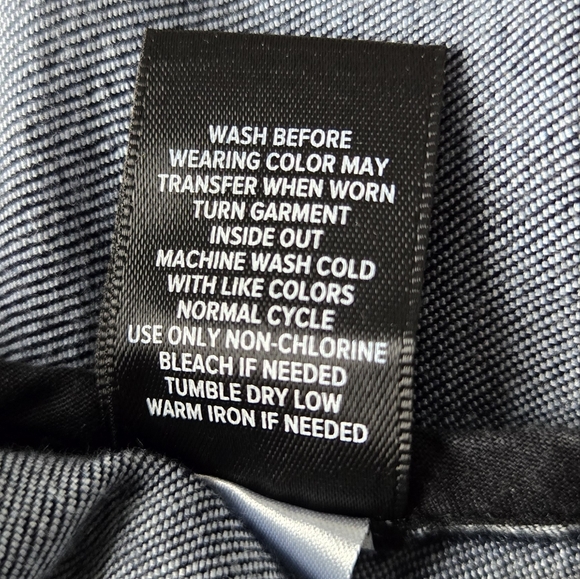 WASH BEFORE
WEARING COLOR MAY
TRANSFER WHEN WORN
TURN GARMENT
INSIDE OUT
MACHINE WASH COLD
WITH LIKE COLORS
NORMAL CYCLE
USE ONLY NON-CHLORINE
BLEACH IF NEEDED
TUMBLE DRY LOW
WARM IRON IF NEEDED